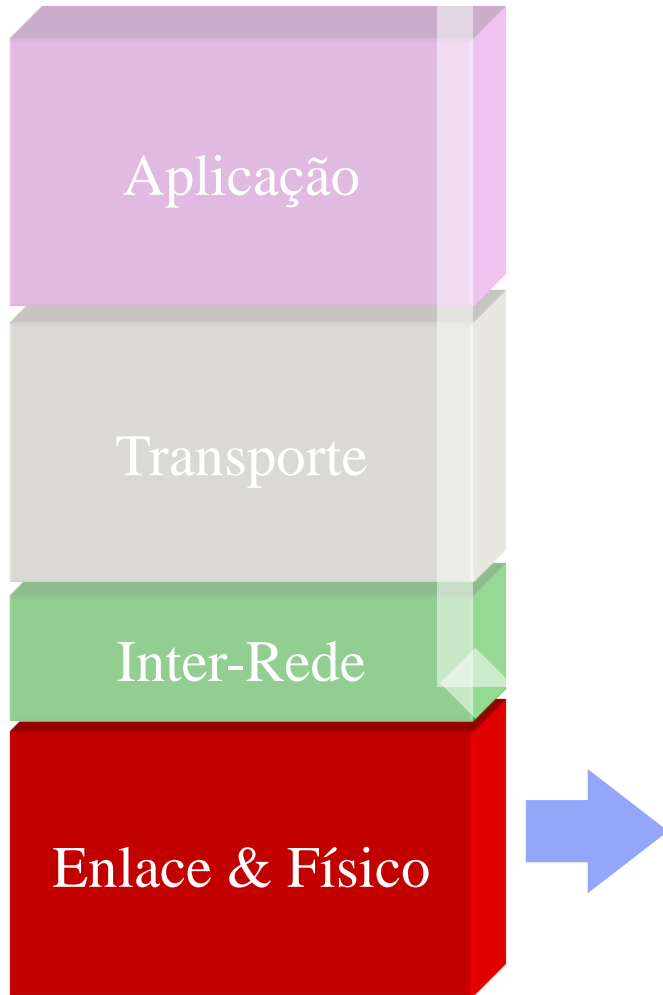 Aplicação
Transporte
Inter-Rede
Enlace & Físico